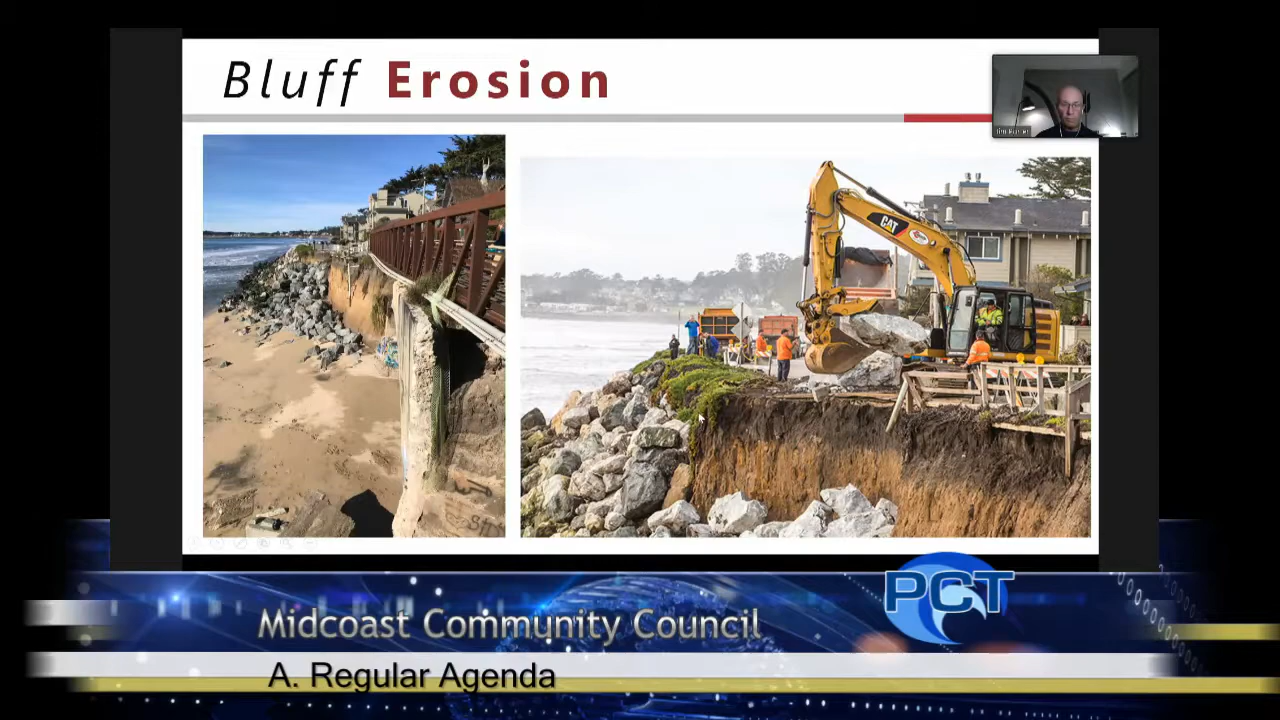 Bluff Erosion
CAT
PCT
Midcoast Community Council
A. Regular Agenda